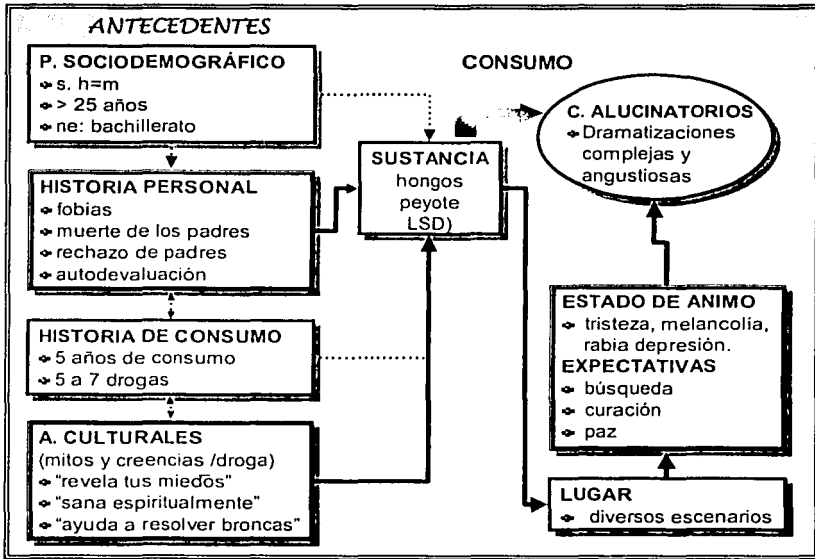 ANTECEDENTES
P. SOCIODEMOGRÁFICO
s. h=m
> 25 años
ne: bachillerato
HISTORIA PERSONAL
fobias
muerte de los padres
rechazo de padres
autodevaluación
HISTORIA DE CONSUMO
5 años de consumo
5 a 7 drogas
A. CULTURALES
(mitos y creencias /droga)
"revela tus miedos"
"sana espiritualmente"
"ayuda a resolver broncas"
CONSUMO
SUSTANCIA
hongos
peyote
LSD)
C. ALUCINATORIOS
Dramatizaciones
complejas y
angustiosas
ESTADO DE ANIMO
tristeza, melancolía,
rabia depresión.
EXPECTATIVAS
búsqueda
curación
paz
LUGAR
diversos escenarios